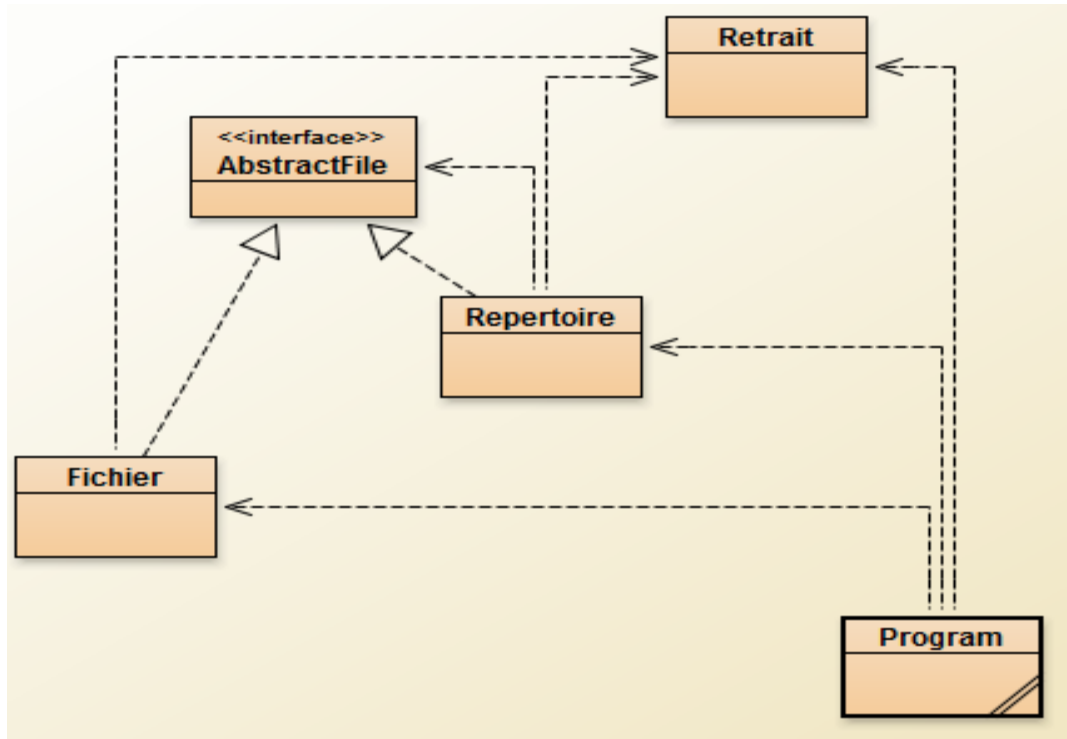 Retrait
<<interface>>
AbstractFile
Repertoire
Fichier
Program